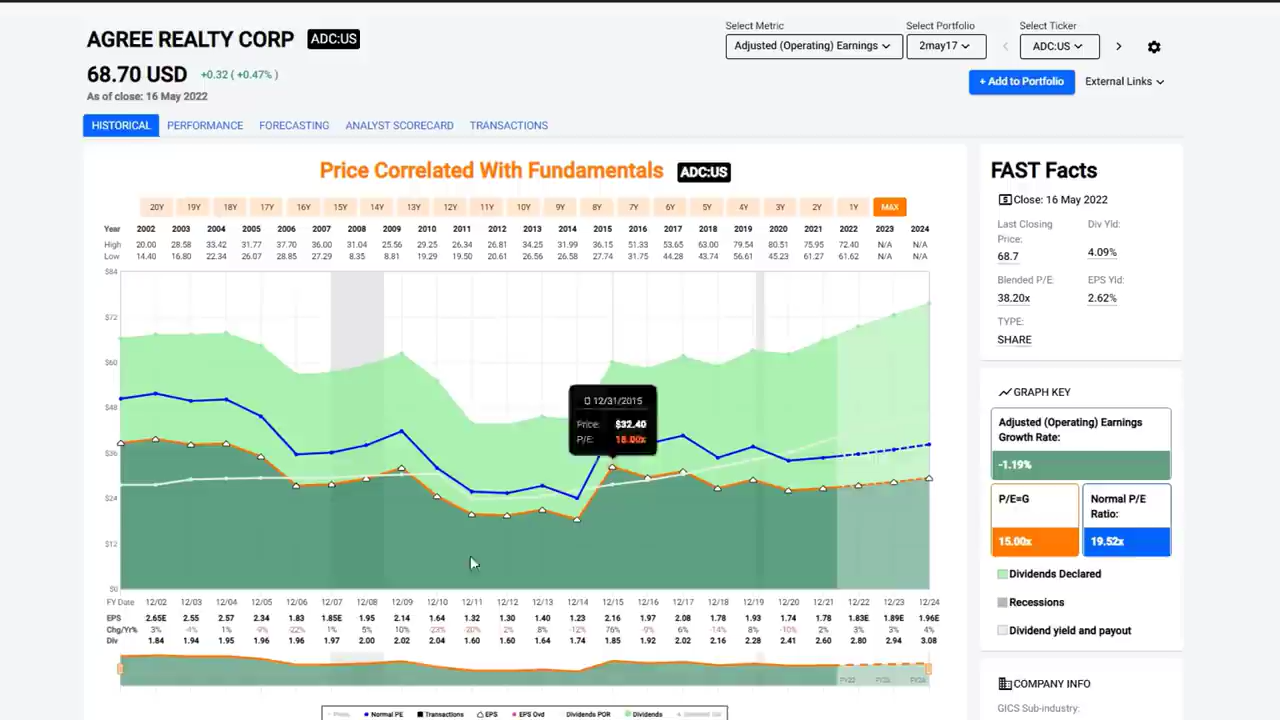 AGREE REALTY CORP ADC:US
68.70 USD +0.32 ( +0.47% )
As of close: 16 May 2022
Select Metric Select Portfolio Select Ticker
Adjusted (Operating) Earnings 2may17 ADC:US
+ Add to Portfolio External Links
HISTORICAL PERFORMANCE FORECASTING ANALYST SCORECARD TRANSACTIONS
Price Correlated With Fundamentals ADC:US
20Y 19Y 18Y 17Y 16Y 15Y 14Y 13Y 12Y 11Y 10Y 9Y 8Y 7Y 6Y 5Y 4Y 3Y 2Y 1Y MAX
Year 2002 2003 2004 2005 2006 2007 2008 2009 2010 2011 2012 2013 2014 2015 2016 2017 2018 2019 2020 2021 2022 2023 2024
High 20.00 28.58 33.42 31.77 37.70 36.00 31.04 25.56 29.25 26.34 26.81 34.25 31.99 36.15 51.33 53.65 63.00 79.54 80.51 75.95 72.40 N/A N/A
Low 14.40 16.80 22.34 26.07 28.85 27.29 8.35 8.81 19.29 19.50 20.61 26.56 26.58 27.74 31.75 44.28 43.74 56.61 45.23 61.27 61.62 N/A N/A
$84
$72
$60
$48
$36
$24
$12
$0
12/31/2015
Price: $32.40
P/E: 15.00x
FY Date 12/02 12/03 12/04 12/05 12/06 12/07 12/08 12/09 12/10 12/11 12/12 12/13 12/14 12/15 12/16 12/17 12/18 12/19 12/20 12/21 12/22 12/23 12/24
EPS 2.65E 2.55 2.57 2.34 1.83 1.85E 1.95 2.14 1.64 1.32 1.30 1.40 1.23 2.16 1.97 2.08 1.78 1.93 1.74 1.78 1.83E 1.89E 1.96E
Chg/Yr% 3% -4% 1% -9% -22% 1% 5% 10% -23% -20% 2% 8% -12% 76% -9% 6% -14% 8% -10% 2% 3% 3% 4%
Div 1.84 1.94 1.95 1.96 1.96 1.97 2.00 2.02 2.04 1.60 1.60 1.64 1.74 1.85 1.92 2.02 2.16 2.28 2.41 2.60 2.80 2.94 3.08
FY22 FY23 FY24
Price Normal PE Transactions EPS EPS Ovd Dividends POR Dividends
FAST Facts
Close: 16 May 2022
Last Closing Price: Div Yld:
68.7 4.09%
Blended P/E: EPS Yld:
38.20x 2.62%
TYPE:
SHARE
GRAPH KEY
Adjusted (Operating) Earnings
Growth Rate:
-1.19%
P/E=G Normal P/E
Ratio:
15.00x 19.52x
Dividends Declared
Recessions
Dividend yield and payout
COMPANY INFO
GICS Sub-industry: